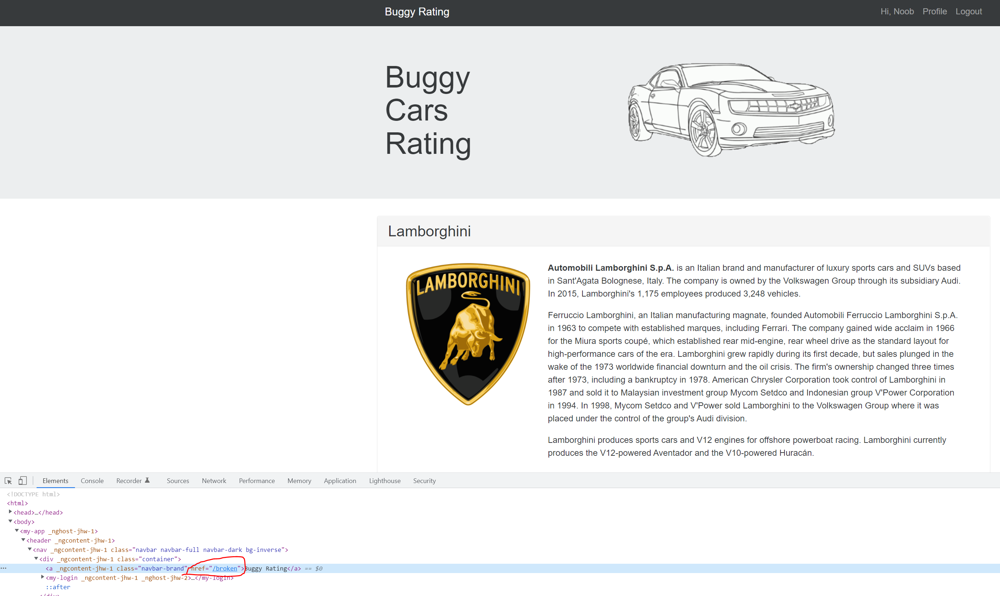 Buggy Rating
Hi, Noob Profile Logout
Buggy
Cars
Rating
Lamborghini
LAMBORGHINI
Automobili Lamborghini S.p.A. is an Italian brand and manufacturer of luxury sports cars and SUVs based
in Sant'Agata Bolognese, Italy. The company is owned by the Volkswagen Group through its subsidiary Audi.
In 2015, Lamborghini's 1,175 employees produced 3,248 vehicles.
Ferruccio Lamborghini, an Italian manufacturing magnate, founded Automobili Ferruccio Lamborghini S.p.A.
in 1963 to compete with established marques, including Ferrari. The company gained wide acclaim in 1966
for the Miura sports coupé, which established rear mid-engine, rear wheel drive as the standard layout for
high-performance cars of the era. Lamborghini grew rapidly during its first decade, but sales plunged in the
wake of the 1973 worldwide financial downturn and the oil crisis. The firm's ownership changed three times
after 1973, including a bankruptcy in 1978. American Chrysler Corporation took control of Lamborghini in
1987 and sold it to Malaysian investment group Mycom Setdco and Indonesian group V'Power Corporation
in 1994. In 1998, Mycom Setdco and V'Power sold Lamborghini to the Volkswagen Group where it was
placed under the control of the group's Audi division.
Lamborghini produces sports cars and V12 engines for offshore powerboat racing. Lamborghini currently
produces the V12-powered Aventador and the V10-powered Huracán.
Elements Console Recorder Sources Network Performance Memory Application Lighthouse Security
<!DOCTYPE html>
<html>
<head>…</head>
<body>
<my-app _nghost-jhw-1>
<header _ngcontent-jhw-1>
<nav _ngcontent-jhw-1 class="navbar navbar-full navbar-dark bg-inverse">
<div _ngcontent-jhw-1 class="container">
<a _ngcontent-jhw-1 class="navbar-brand" href="/broken">Buggy Rating</a> == $0
<my-login _ngcontent-jhw-1 _nghost-jhw-2>…</my-login>
::after
</div>